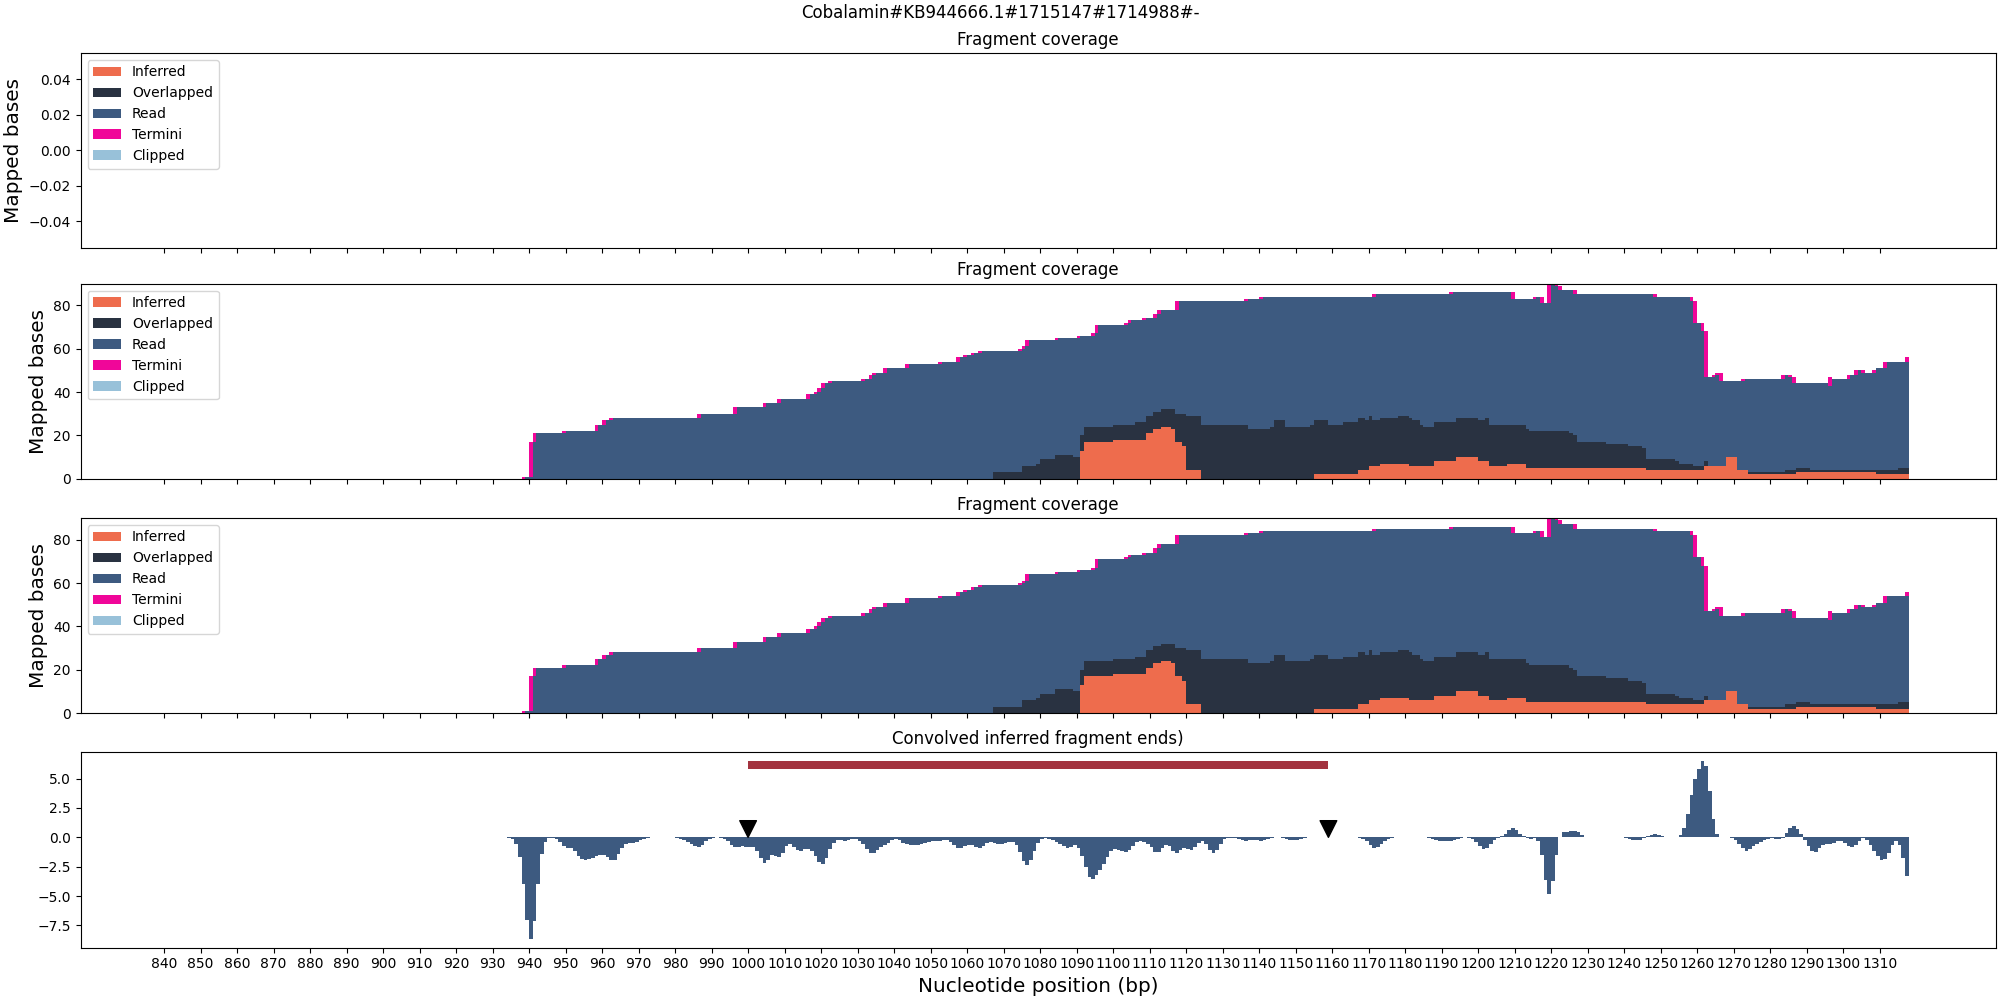 Cobalamin#KB944666.1#1715147#1714988#-
Fragment coverage
Mapped bases
0.04
0.02
0.00
−0.02
−0.04
Inferred
Overlapped
Read
Termini
Clipped
Fragment coverage
Mapped bases
80
60
40
20
0
Inferred
Overlapped
Read
Termini
Clipped
Fragment coverage
Mapped bases
80
60
40
20
0
Inferred
Overlapped
Read
Termini
Clipped
Convolved inferred fragment ends)
5.0
2.5
0.0
−2.5
−5.0
−7.5
840 850 860 870 880 890 900 910 920 930 940 950 960 970 980 990 1000 1010 1020 1030 1040 1050 1060 1070 1080 1090 1100 1110 1120 1130 1140 1150 1160 1170 1180 1190 1200 1210 1220 1230 1240 1250 1260 1270 1280 1290 1300 1310
Nucleotide position (bp)